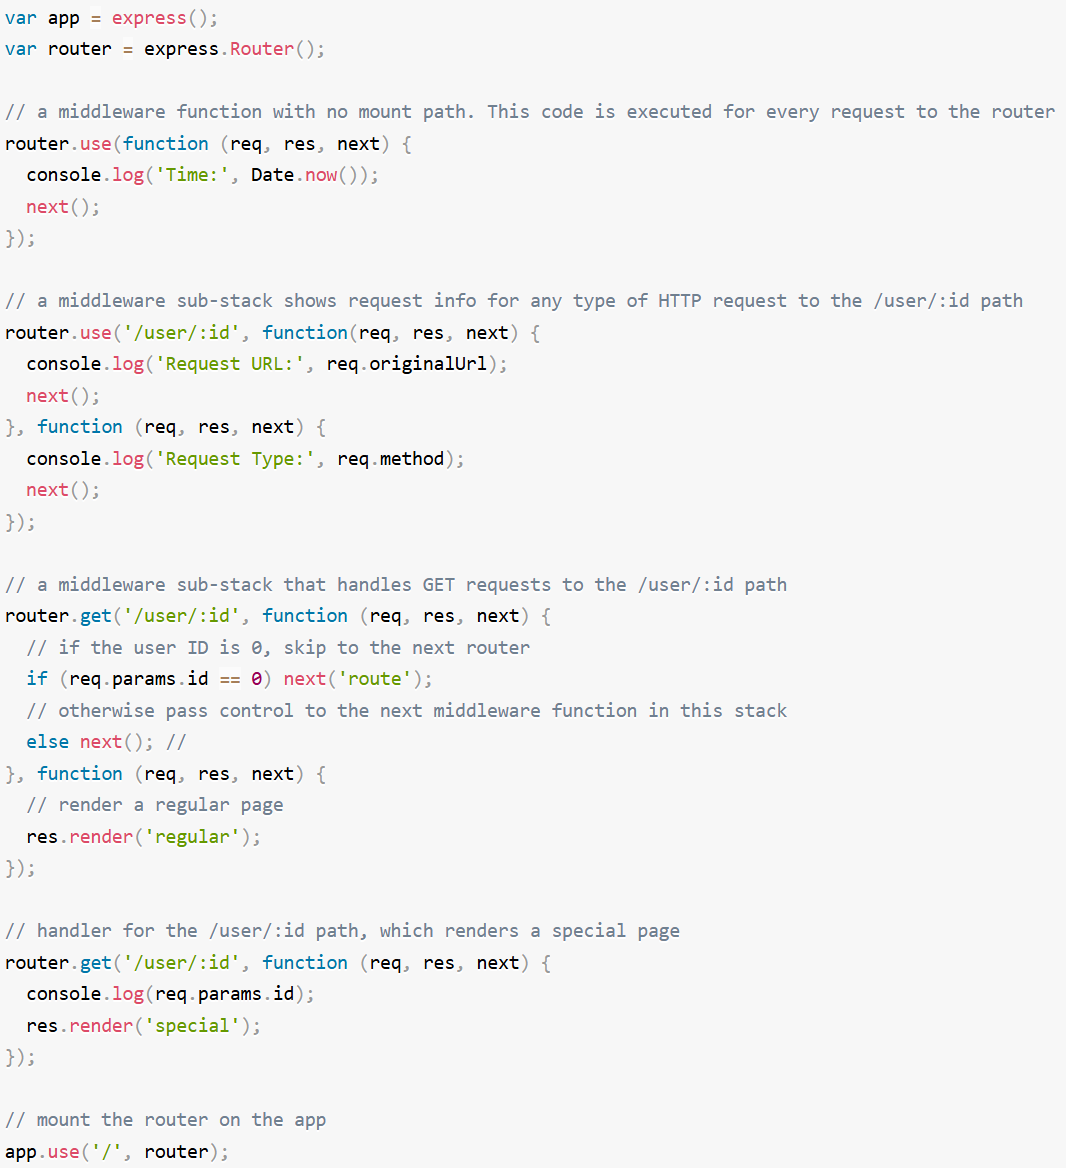 var app = express();
var router = express.Router();

// a middleware function with no mount path. This code is executed for every request to the router
router.use(function (req, res, next) {
  console.log('Time:', Date.now());
  next();
});

// a middleware sub-stack shows request info for any type of HTTP request to the /user/:id path
router.use('/user/:id', function(req, res, next) {
  console.log('Request URL:', req.originalUrl);
  next();
}, function (req, res, next) {
  console.log('Request Type:', req.method);
  next();
});

// a middleware sub-stack that handles GET requests to the /user/:id path
router.get('/user/:id', function (req, res, next) {
  // if the user ID is 0, skip to the next router
  if (req.params.id == 0) next('route');
  // otherwise pass control to the next middleware function in this stack
  else next(); //
}, function (req, res, next) {
  // render a regular page
  res.render('regular');
});

// handler for the /user/:id path, which renders a special page
router.get('/user/:id', function (req, res, next) {
  console.log(req.params.id);
  res.render('special');
});

// mount the router on the app
app.use('/', router);